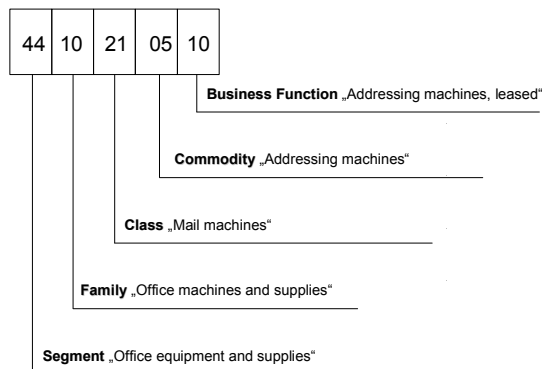 44 10 21 05 10
Business Function „Addressing machines, leased“
Commodity „Addressing machines“
Class „Mail machines“
Family „Office machines and supplies“
Segment „Office equipment and supplies“